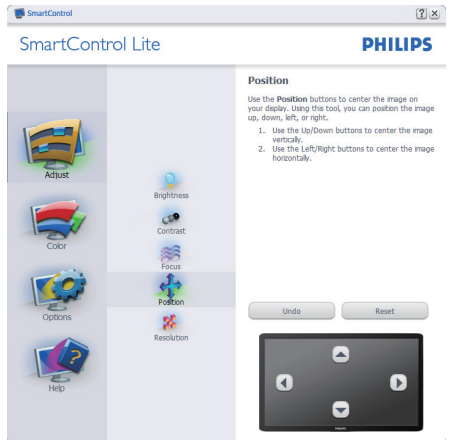 SmartControl
? ×
SmartControl Lite
PHILIPS
Adjust
Color
Options
Help
Brightness
Contrast
Focus
Position
Resolution
Position
Use the Position buttons to center the image on
your display. Using this tool, you can position the image
up, down, left, or right.
1. Use the Up/Down buttons to center the image
vertically.
2. Use the Left/Right buttons to center the image
horizontally.
Undo
Reset
PHILIPS